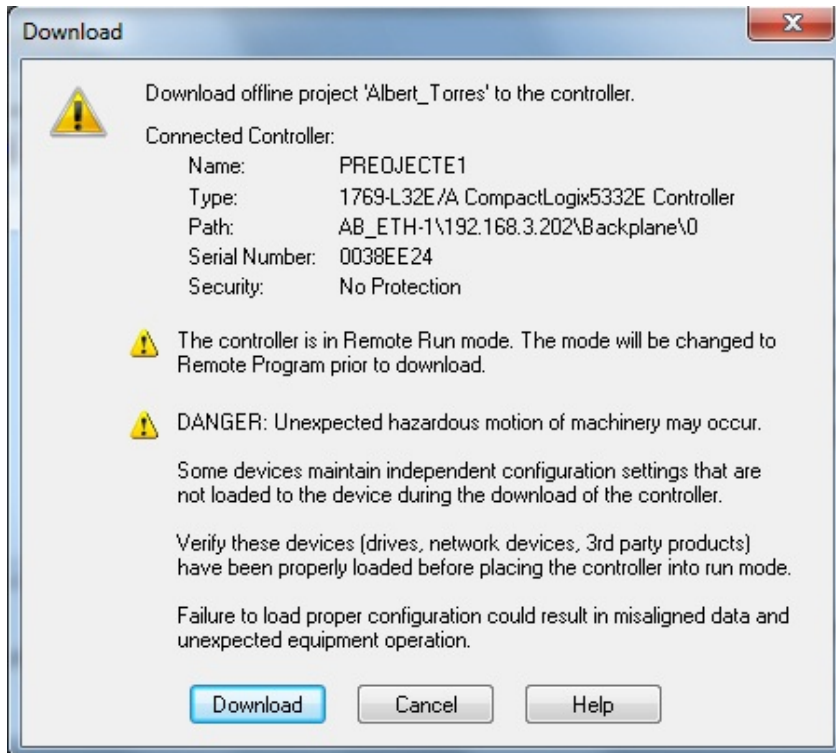 Download
Download offline project 'Albert_Torres' to the controller.
Connected Controller:
Name: PREOJECTE1
Type: 1769-L32E/A CompactLogix5332E Controller
Path: AB_ETH-1\192.168.3.202\Backplane\0
Serial Number: 0038EE24
Security: No Protection
The controller is in Remote Run mode. The mode will be changed to
Remote Program prior to download.
DANGER: Unexpected hazardous motion of machinery may occur.
Some devices maintain independent configuration settings that are
not loaded to the device during the download of the controller.
Verify these devices (drives, network devices, 3rd party products)
have been properly loaded before placing the controller into run mode.
Failure to load proper configuration could result in misaligned data and
unexpected equipment operation.
Download Cancel Help